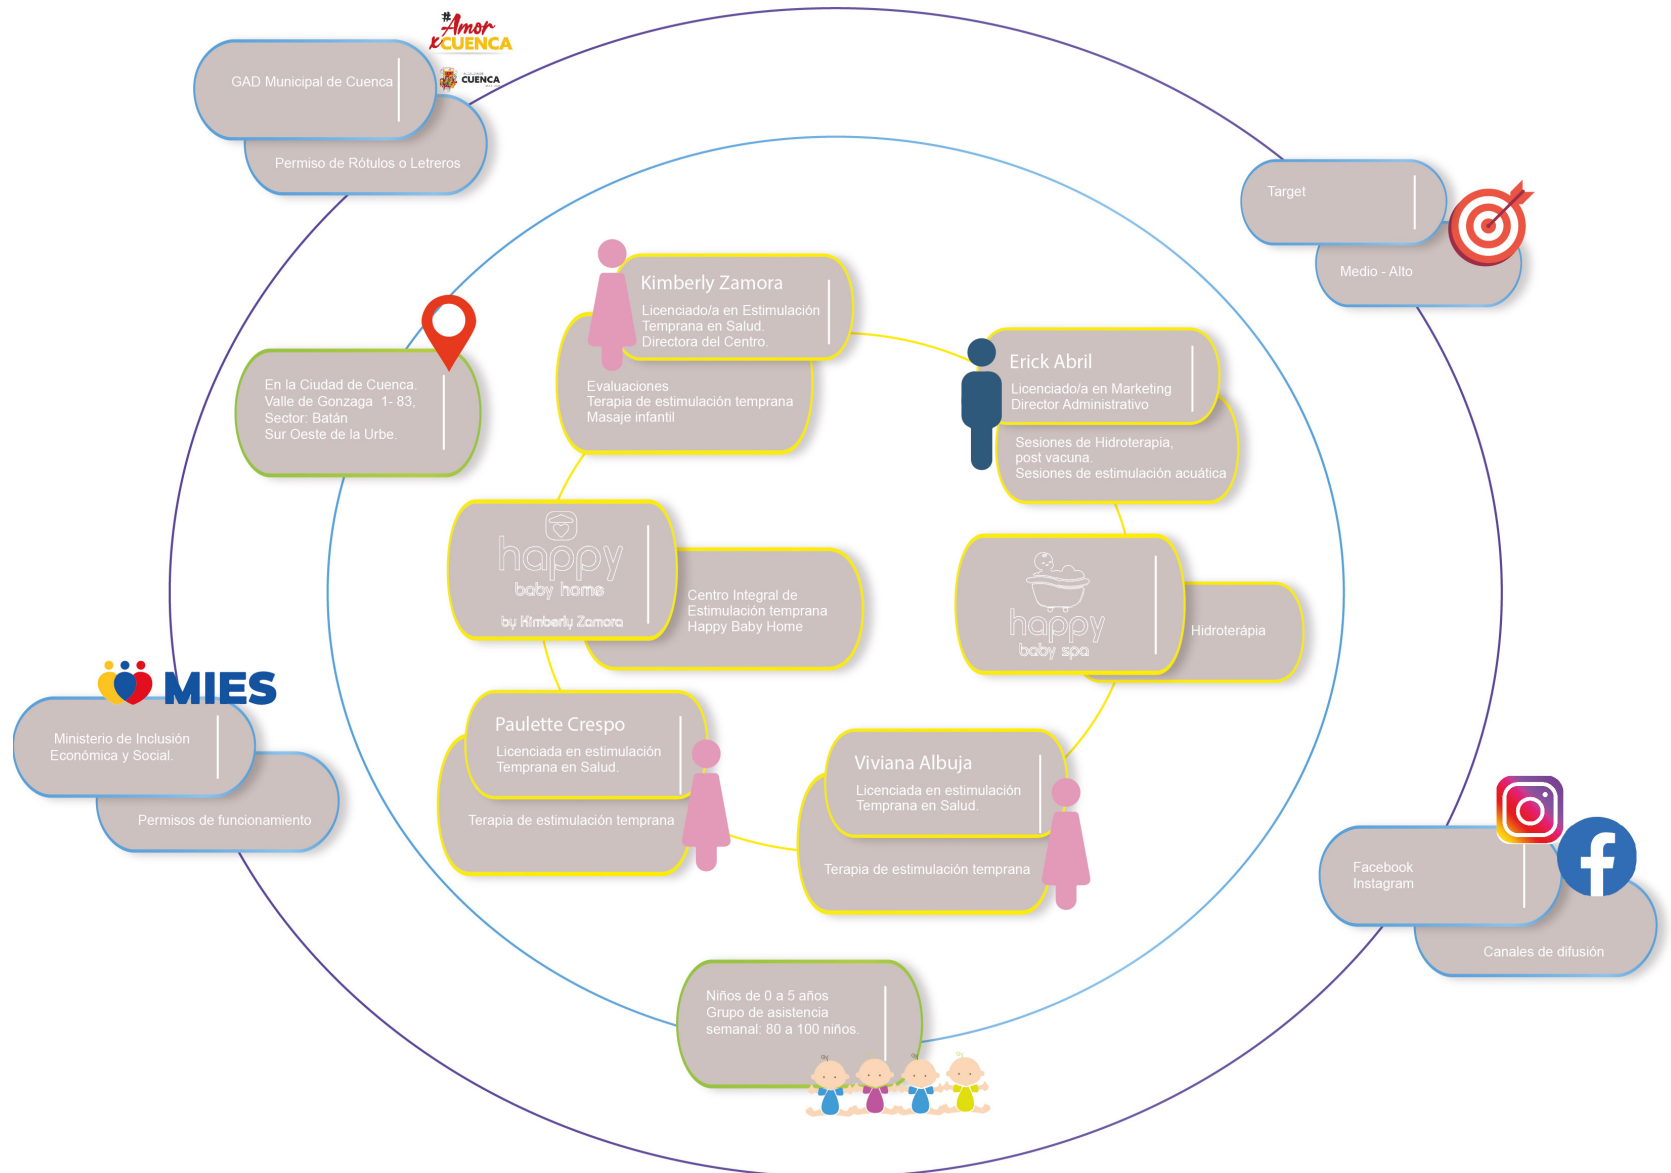 #Amor
xCUENCA
CUENCA
GAD Municipal de Cuenca
Permiso de Rótulos o Letreros
Target
Medio - Alto
Kimberly Zamora
Licenciado/a en Estimulación
Temprana en Salud.
Directora del Centro.
Evaluaciones
Terapia de estimulación temprana
Masaje infantil
Erick Abril
Licenciado/a en Marketing
Director Administrativo
Sesiones de Hidroterapia,
post vacuna.
Sesiones de estimulación acuática
En la Ciudad de Cuenca.
Valle de Gonzaga 1- 83,
Sector: Batán
Sur Oeste de la Urbe.
happy
baby home
by Kimberly Zamora
Centro Integral de
Estimulación temprana
Happy Baby Home
happy
baby spa
Hidroterápia
MIES
Ministerio de Inclusión
Económica y Social.
Permisos de funcionamiento
Paulette Crespo
Licenciada en estimulación
Temprana en Salud.
Terapia de estimulación temprana
Viviana Albuja
Licenciada en estimulación
Temprana en Salud.
Terapia de estimulación temprana
Facebook
Instagram
Canales de difusión
Niños de 0 a 5 años
Grupo de asistencia
semanal: 80 a 100 niños.